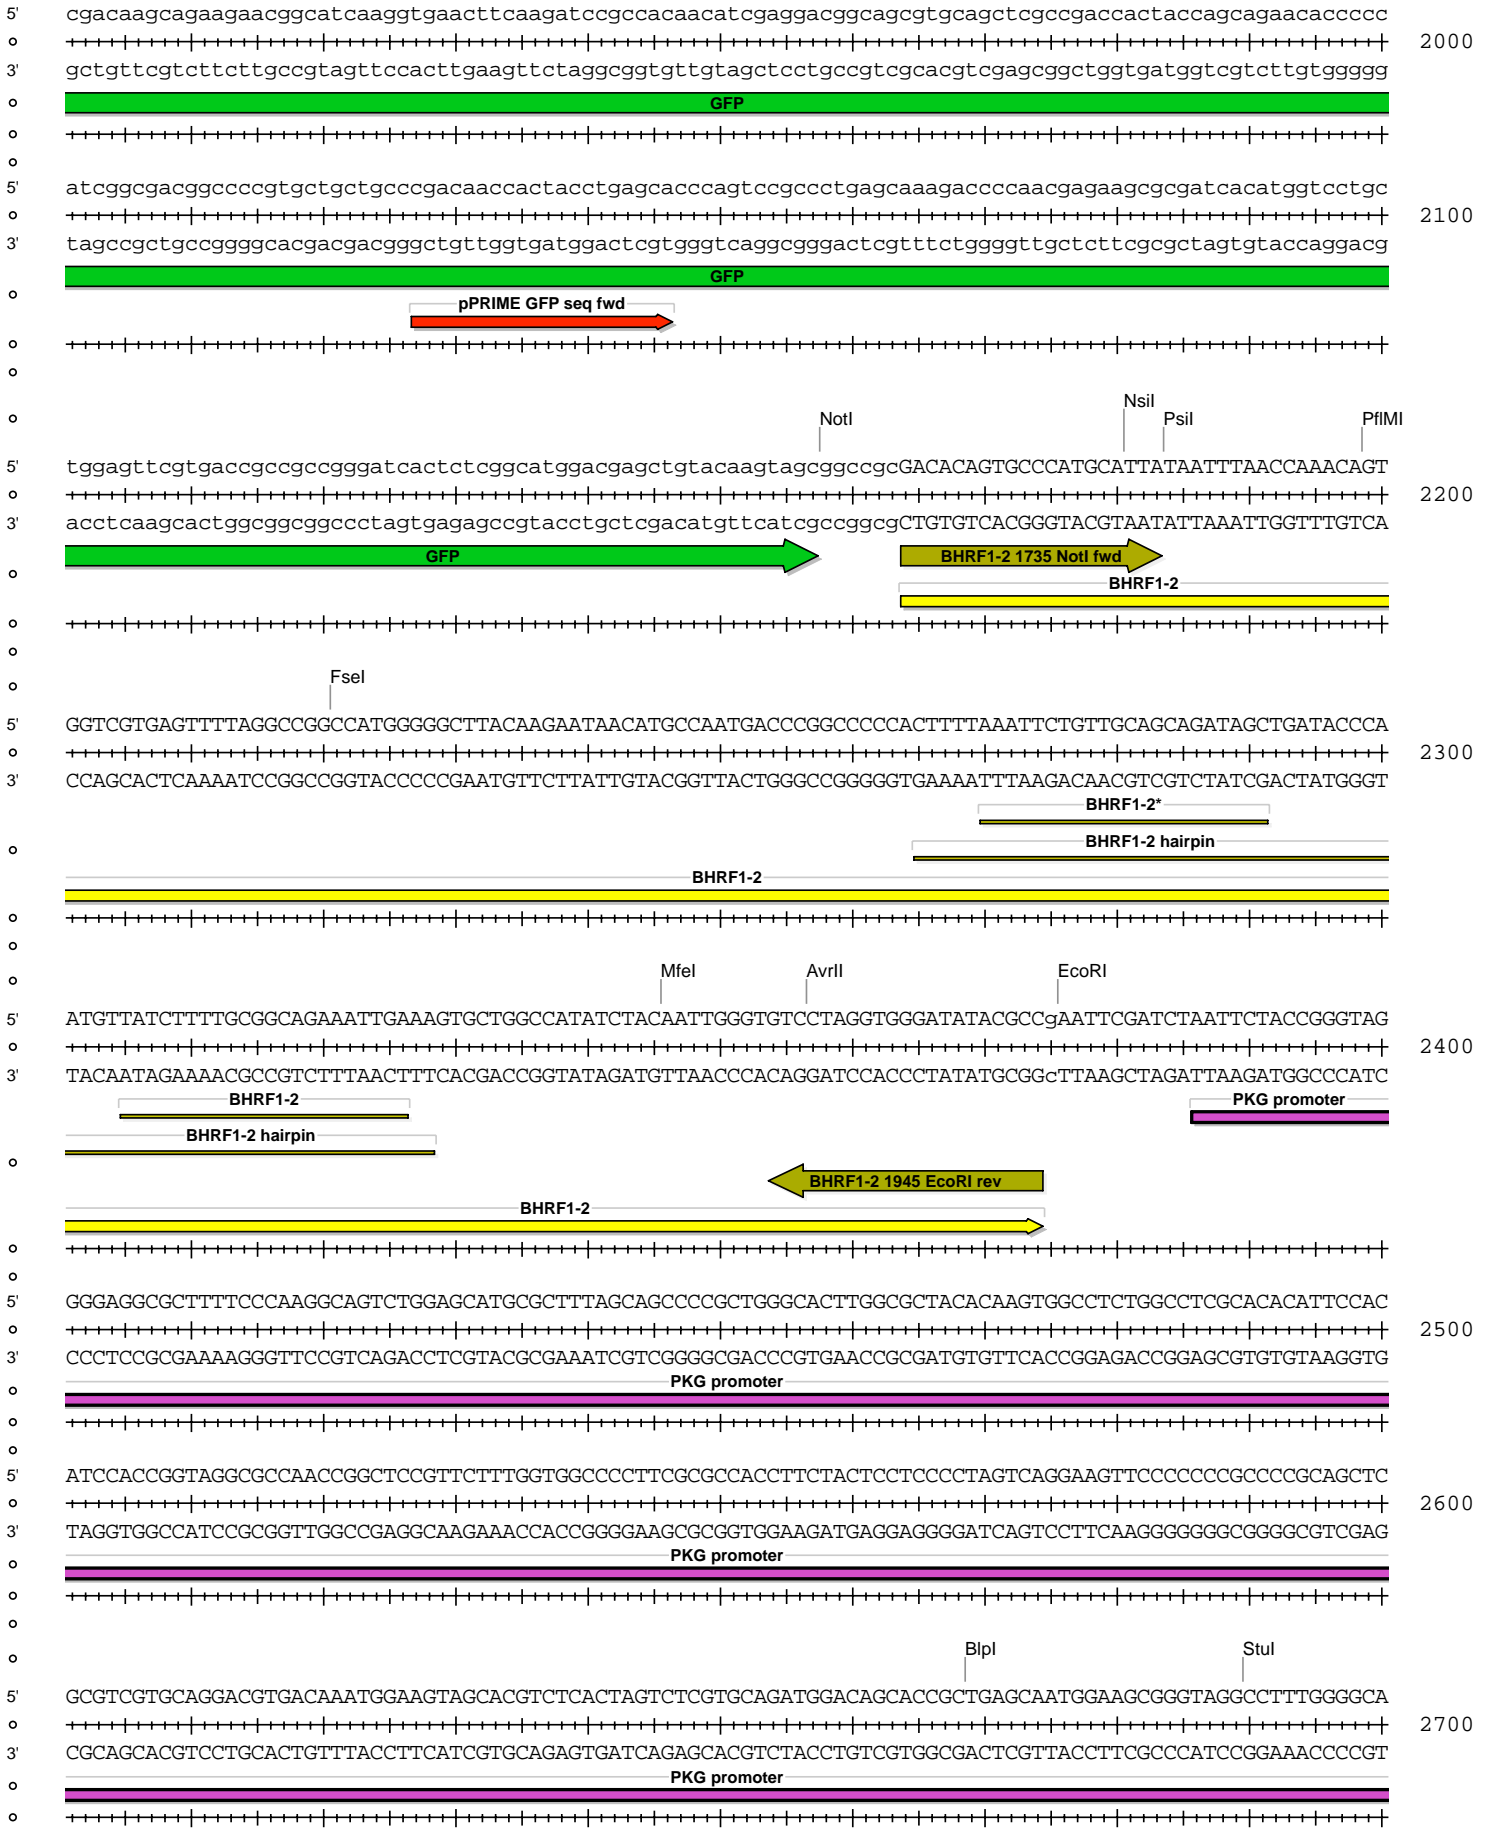 5' cgacaagcagaagaacggcatcaaggtgaacttcaagatccgccacaacatcgaggacggcagcgtgcagctcgccgaccactaccagcagaacaccccc
2000
3' gctgttcgtcttcttgccgtagttccacttgaagttctaggcggtgttgtagctcctgccgtcgcacgtcgagcggctggtgatggtcgtcttgtggggg
GFP
5' atcggcgacggccccgtgctgctgcccgacaaccactacctgagcacccagtccgccctgagcaaagaccccaacgagaagcgcgatcacatggtcctgc
2100
3' tagccgctgccggggcacgacgacgggctgttggtgatggactcgtgggtcaggcgggactcgtttctggggttgctcttcgcgctagtgtaccaggacg
GFP
pPRIME GFP seq fwd
NotI NsiI PsiI PflMI
5' tggagttcgtgaccgccgccgggatcactctcggcatggacgagctgtacaagtagcggccgcGACACAGTGCCCATGCATTATAATTTAACCAAACAGT
2200
3' acctcaagcactggcggcggccctagtgagagccgtacctgctcgacatgttcatcgccggcgCTGTGTCACGGGTACGTAATATTAAATTGGTTTGTCA
GFP BHRF1-2 1735 NotI fwd
BHRF1-2
FseI
5' GGTCGTGAGTTTTAGGCCGGCCATGGGGGCTTACAAGAATAACATGCCAATGACCCGGCCCCCACTTTTAAATTCTGTTGCAGCAGATAGCTGATACCCA
2300
3' CCAGCACTCAAAATCCGGCCGGTACCCCCGAATGTTCTTATTGTACGGTTACTGGGCCGGGGGTGAAAATTTAAGACAACGTCGTCTATCGACTATGGGT
BHRF1-2*
BHRF1-2 hairpin
BHRF1-2
MfeI AvrII EcoRI
5' ATGTTATCTTTTGCGGCAGAAATTGAAAGTGCTGGCCATATCTACAATTGGGTGTCCTAGGTGGGATATACGCCgAATTCGATCTAATTCTACCGGGTAG
2400
3' TACAATAGAAAACGCCGTCTTTAACTTTCACGACCGGTATAGATGTTAACCCACAGGATCCACCCTATATGCGGcTTAAGCTAGATTAAGATGGCCCATC
BHRF1-2 PKG promoter
BHRF1-2 hairpin
BHRF1-2 1945 EcoRI rev
BHRF1-2
5' GGGAGGCGCTTTTCCCAAGGCAGTCTGGAGCATGCGCTTTAGCAGCCCCGCTGGGCACTTGGCGCTACACAAGTGGCCTCTGGCCTCGCACACATTCCAC
2500
3' CCCTCCGCGAAAAGGGTTCCGTCAGACCTCGTACGCGAAATCGTCGGGGCGACCCGTGAACCGCGATGTGTTCACCGGAGACCGGAGCGTGTGTAAGGTG
PKG promoter
5' ATCCACCGGTAGGCGCCAACCGGCTCCGTTCTTTGGTGGCCCCTTCGCGCCACCTTCTACTCCTCCCCTAGTCAGGAAGTTCCCCCCCGCCCCGCAGCTC
2600
3' TAGGTGGCCATCCGCGGTTGGCCGAGGCAAGAAACCACCGGGGAAGCGCGGTGGAAGATGAGGAGGGGATCAGTCCTTCAAGGGGGGGCGGGGCGTCGAG
PKG promoter
BlpI StuI
5' GCGTCGTGCAGGACGTGACAAATGGAAGTAGCACGTCTCACTAGTCTCGTGCAGATGGACAGCACCGCTGAGCAATGGAAGCGGGTAGGCCTTTGGGGCA
2700
3' CGCAGCACGTCCTGCACTGTTTACCTTCATCGTGCAGAGTGATCAGAGCACGTCTACCTGTCGTGGCGACTCGTTACCTTCGCCCATCCGGAAACCCCGT
PKG promoter